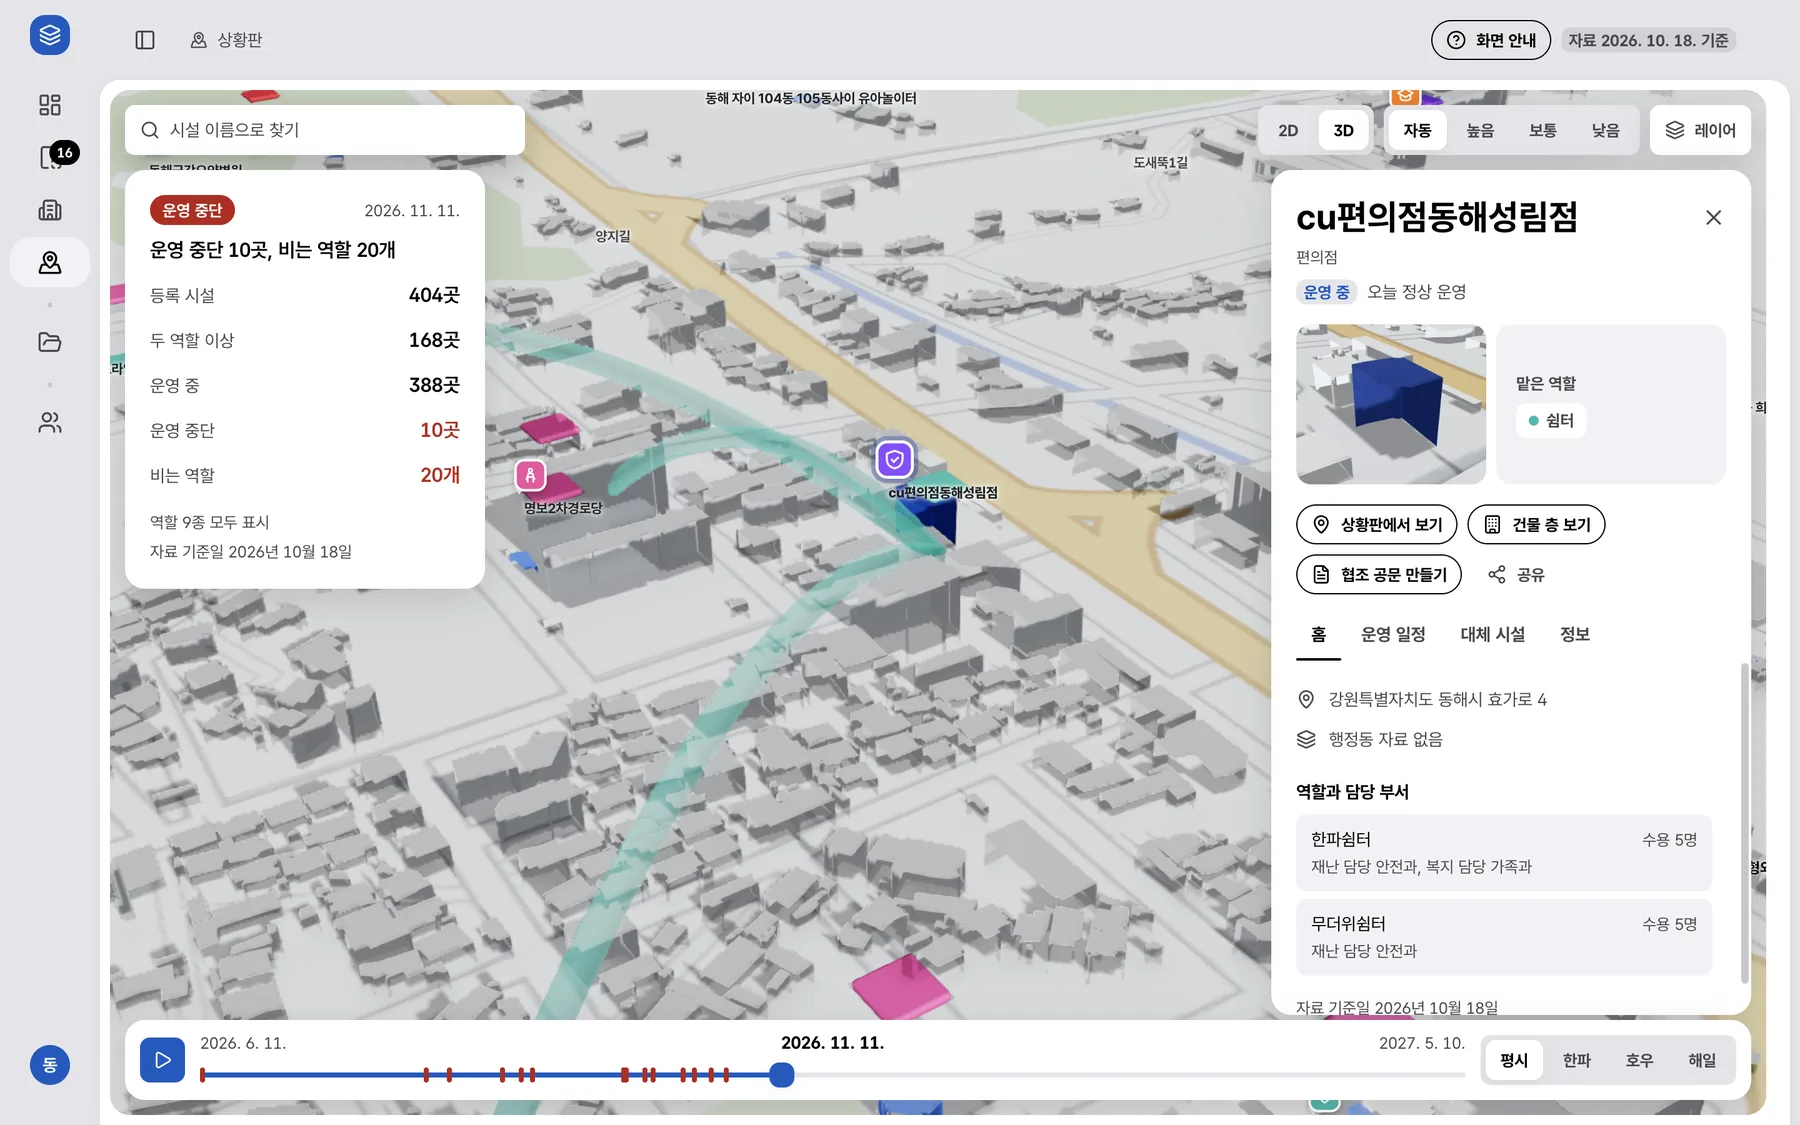 상황판
화면 안내
자료 2026. 10. 18. 기준
16
동
시설 이름으로 찾기
동해 자이 104동 105동사이 유아놀이터
도새뚝1길
양지길
2D
3D
자동
높음
보통
낮음
레이어
운영 중단
2026. 11. 11.
운영 중단 10곳, 비는 역할 20개
등록 시설
404곳
두 역할 이상
168곳
운영 중
388곳
운영 중단
10곳
비는 역할
20개
역할 9종 모두 표시
자료 기준일 2026년 10월 18일
cu편의점동해성림점
명보2차경로당
cu편의점동해성림점
편의점
운영 중
오늘 정상 운영
맡은 역할
쉼터
상황판에서 보기
건물 층 보기
협조 공문 만들기
공유
홈
운영 일정
대체 시설
정보
강원특별자치도 동해시 효가로 4
행정동 자료 없음
역할과 담당 부서
한파쉼터
수용 5명
재난 담당 안전과, 복지 담당 가족과
무더위쉼터
수용 5명
재난 담당 안전과
자료 기준일 2026년 10월 18일
2026. 6. 11.
2026. 11. 11.
2027. 5. 10.
평시
한파
호우
해일